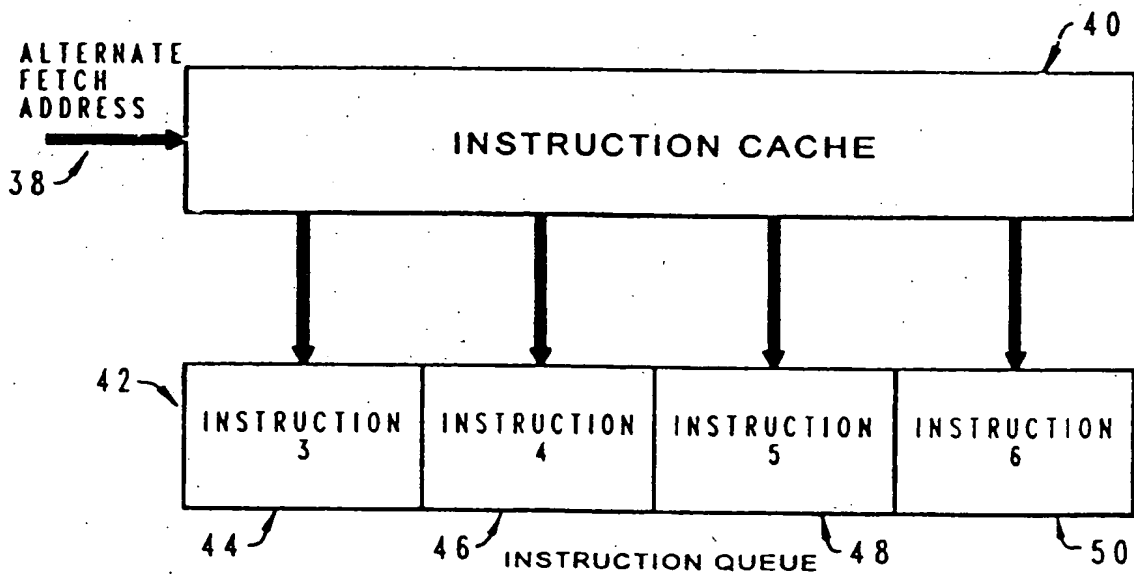 40
ALTERNATE
FETCH
ADDRESS
INSTRUCTION CACHE
38
42
INSTRUCTION
3
INSTRUCTION
4
INSTRUCTION
5
INSTRUCTION
6
44
46
48
50
INSTRUCTION QUEUE